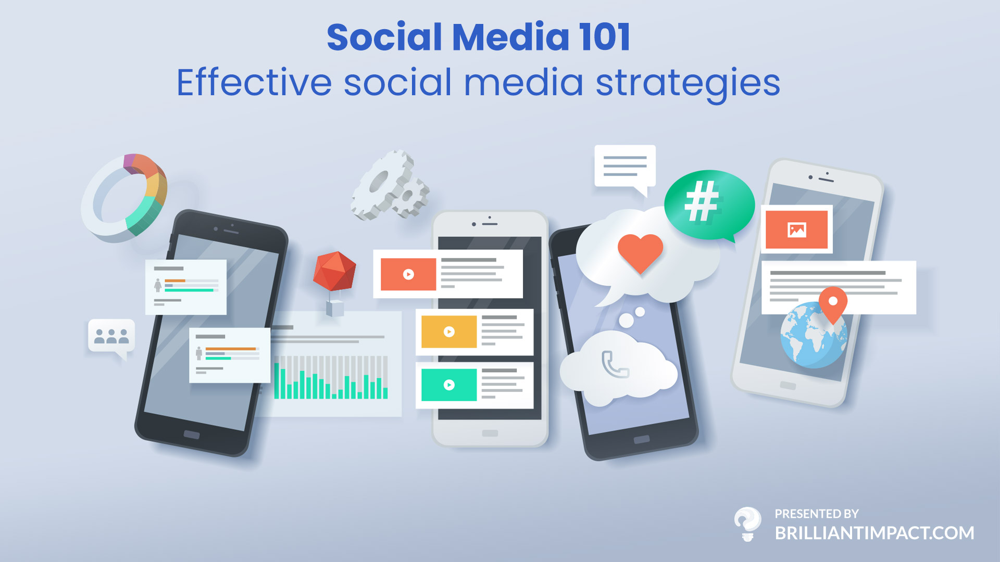 Social Media 101
Effective social media strategies
#
PRESENTED BY
BRILLIANTIMPACT.COM